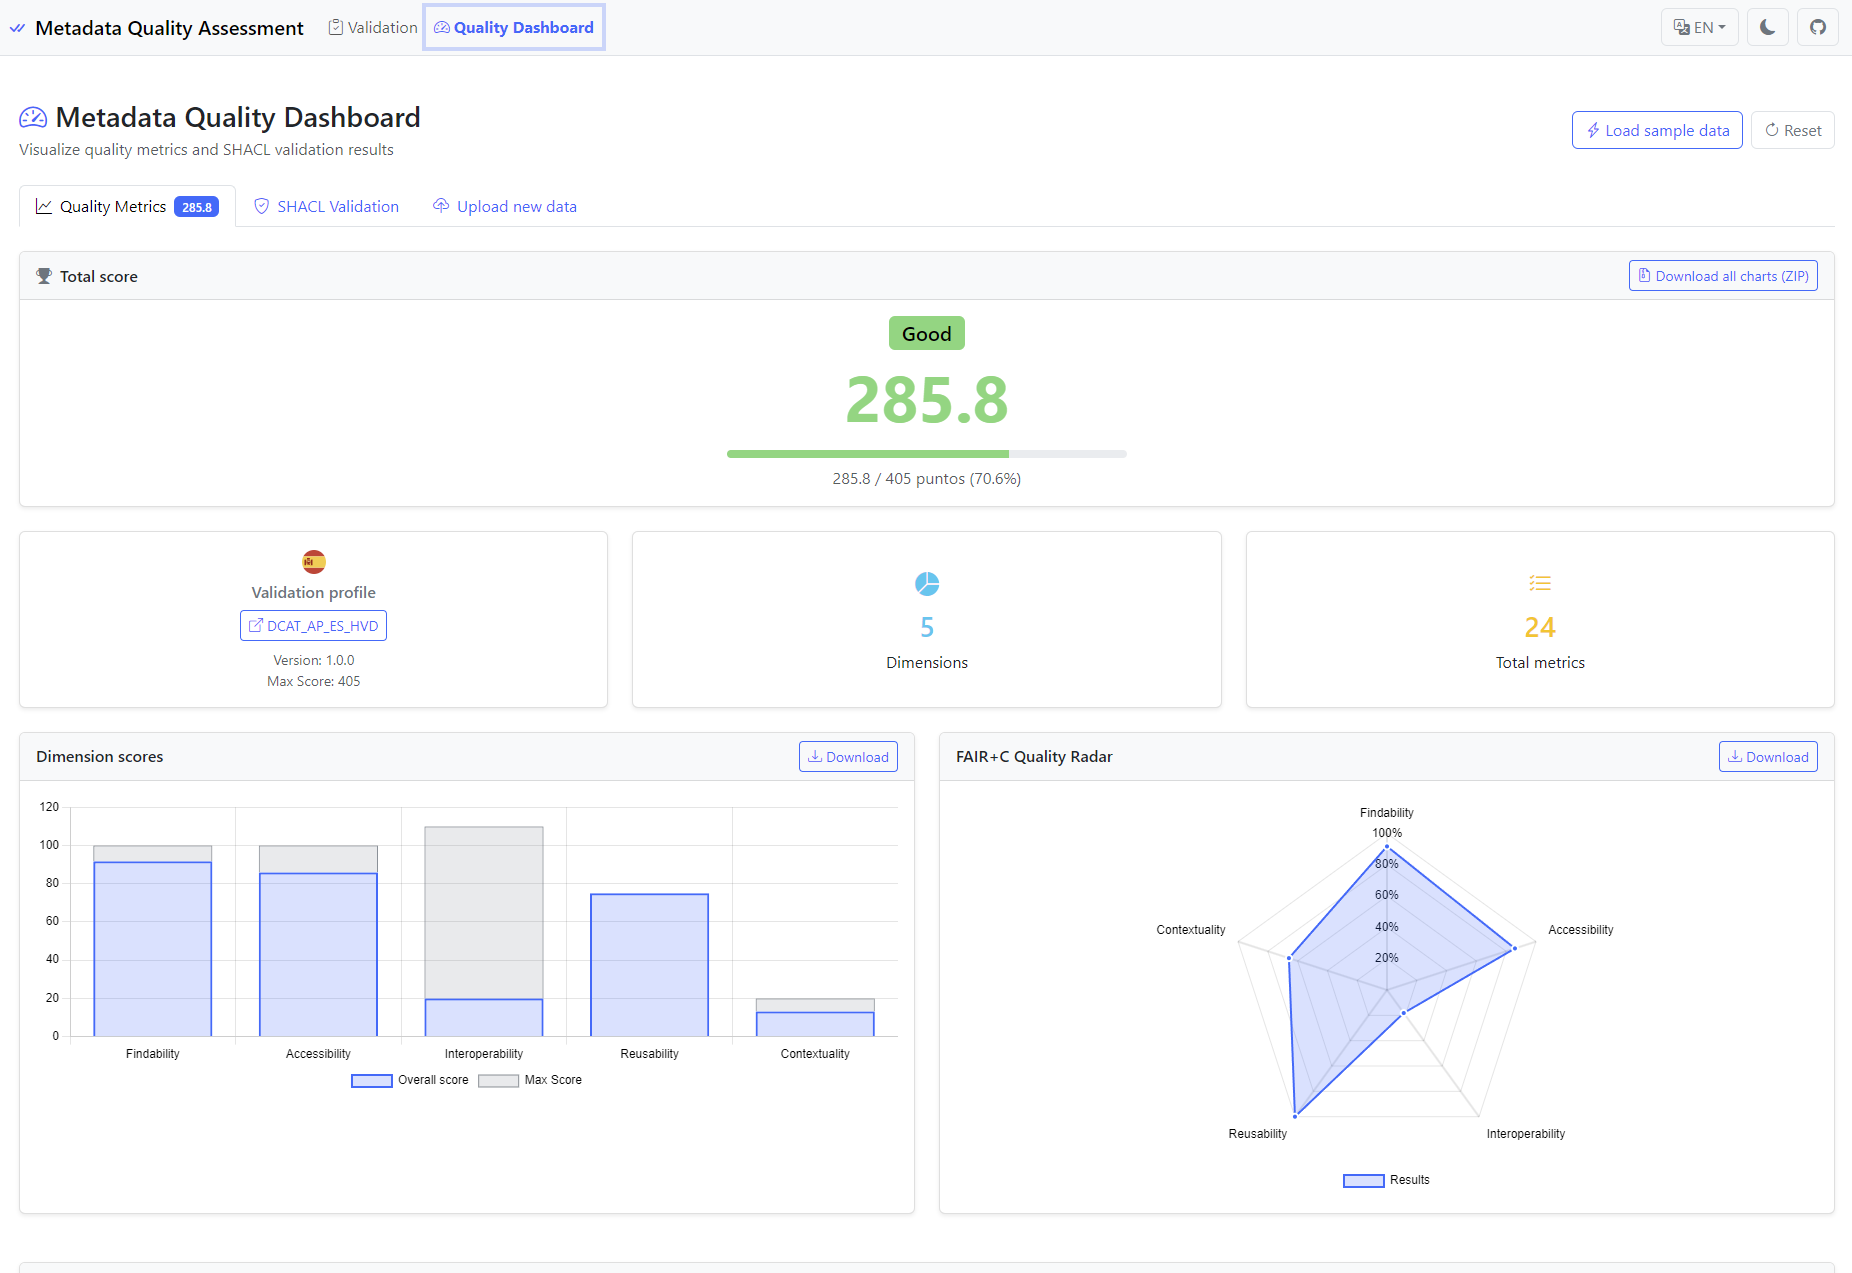 Metadata Quality Assessment
Validation
Quality Dashboard
EN
Metadata Quality Dashboard
Visualize quality metrics and SHACL validation results
Load sample data
Reset
Quality Metrics 285.8
SHACL Validation
Upload new data
Total score
Download all charts (ZIP)
Good
285.8
285.8 / 405 puntos (70.6%)
Validation profile
DCAT_AP_ES_HVD
Version: 1.0.0
Max Score: 405
5
Dimensions
24
Total metrics
Dimension scores
Download
120
100
80
60
40
20
0
Findability
Accessibility
Interoperability
Reusability
Contextuality
Overall score
Max Score
FAIR+C Quality Radar
Download
Findability
100%
80%
60%
40%
20%
Contextuality
Accessibility
Reusability
Interoperability
Results